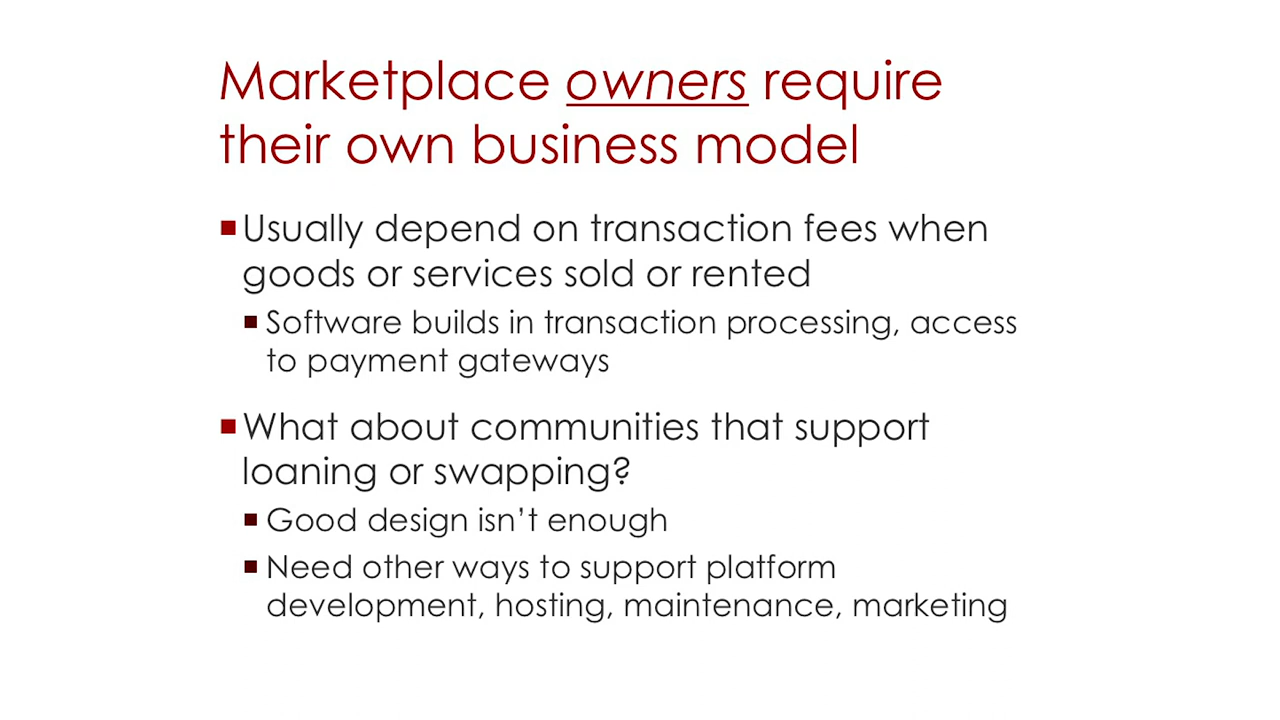 Marketplace owners require
their own business model
Usually depend on transaction fees when
goods or services sold or rented
Software builds in transaction processing, access
to payment gateways
What about communities that support
loaning or swapping?
Good design isn’t enough
Need other ways to support platform
development, hosting, maintenance, marketing